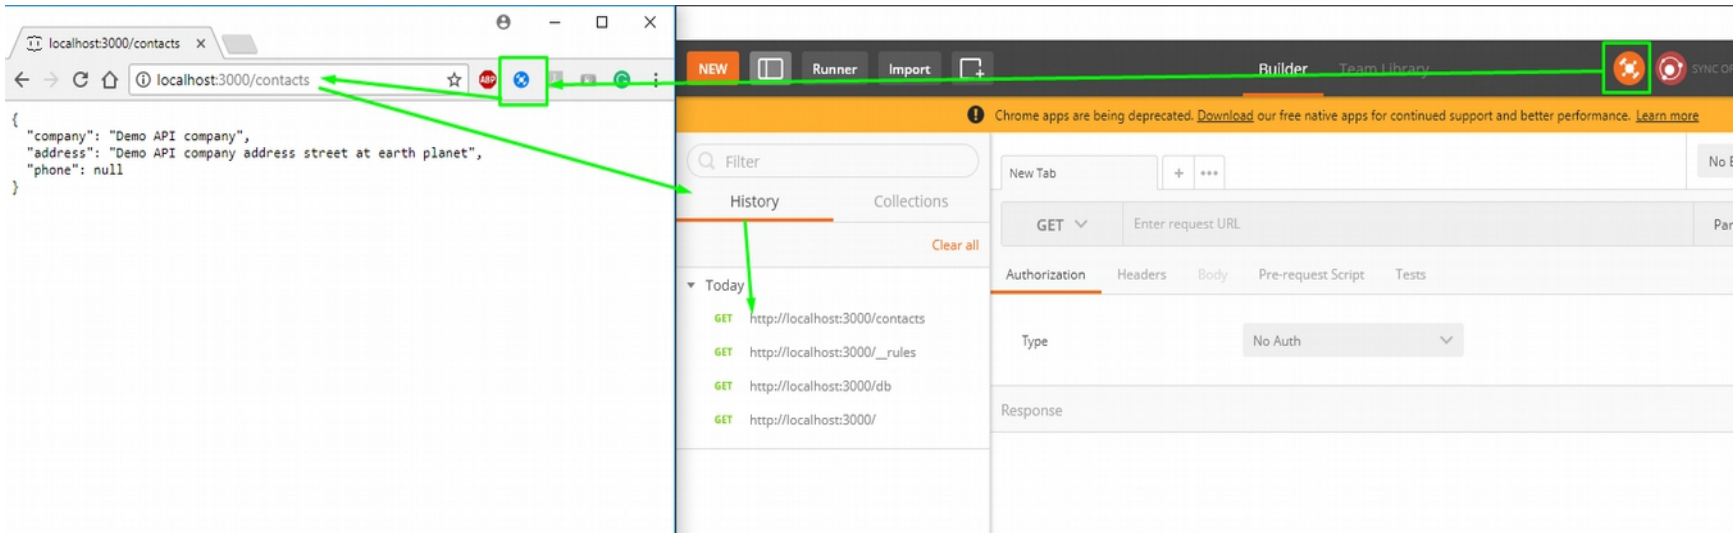 localhost:3000/contacts
localhost:3000/contacts
ABP
{
"company": "Demo API company",
"address": "Demo API company address street at earth planet",
"phone": null
}
NEW
Runner
Import
Builder
Team Library
Chrome apps are being deprecated. Download our free native apps for continued support and better performance. Learn more
Filter
History
Collections
Clear all
Today
GET http://localhost:3000/contacts
GET http://localhost:3000/__rules
GET http://localhost:3000/db
GET http://localhost:3000/
New Tab
No
GET
Enter request URL
Par
Authorization
Headers
Body
Pre-request Script
Tests
Type
No Auth
Response